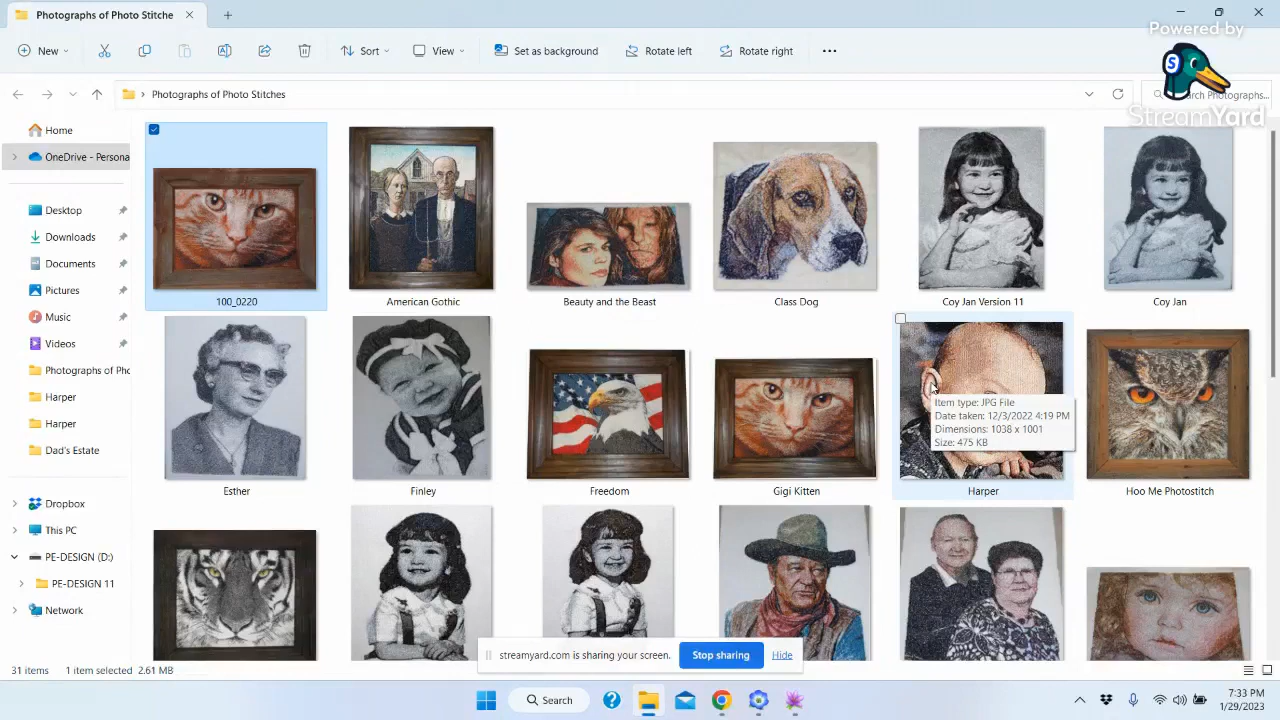 Photographs of Photo Stitche
Powered by
S
StreamYard
New
Sort
View
Set as background
Rotate left
Rotate right
Photographs of Photo Stitches
Search Photographs...
Home
OneDrive - Persona
Desktop
Downloads
Documents
Pictures
Music
Videos
Photographs of Pho
Harper
Harper
Dad's Estate
Dropbox
This PC
PE-DESIGN (D:)
PE-DESIGN 11
Network
100_0220
American Gothic
Beauty and the Beast
Class Dog
Coy Jan Version 11
Coy Jan
Item type: JPG File
Date taken: 12/3/2022 4:19 PM
Dimensions: 1038 x 1001
Size: 475 KB
Esther
Finley
Freedom
Gigi Kitten
Harper
Hoo Me Photostitch
streamyard.com is sharing your screen.
Stop sharing
Hide
31 items
1 item selected 2.61 MB
Search
7:33 PM
1/29/2023